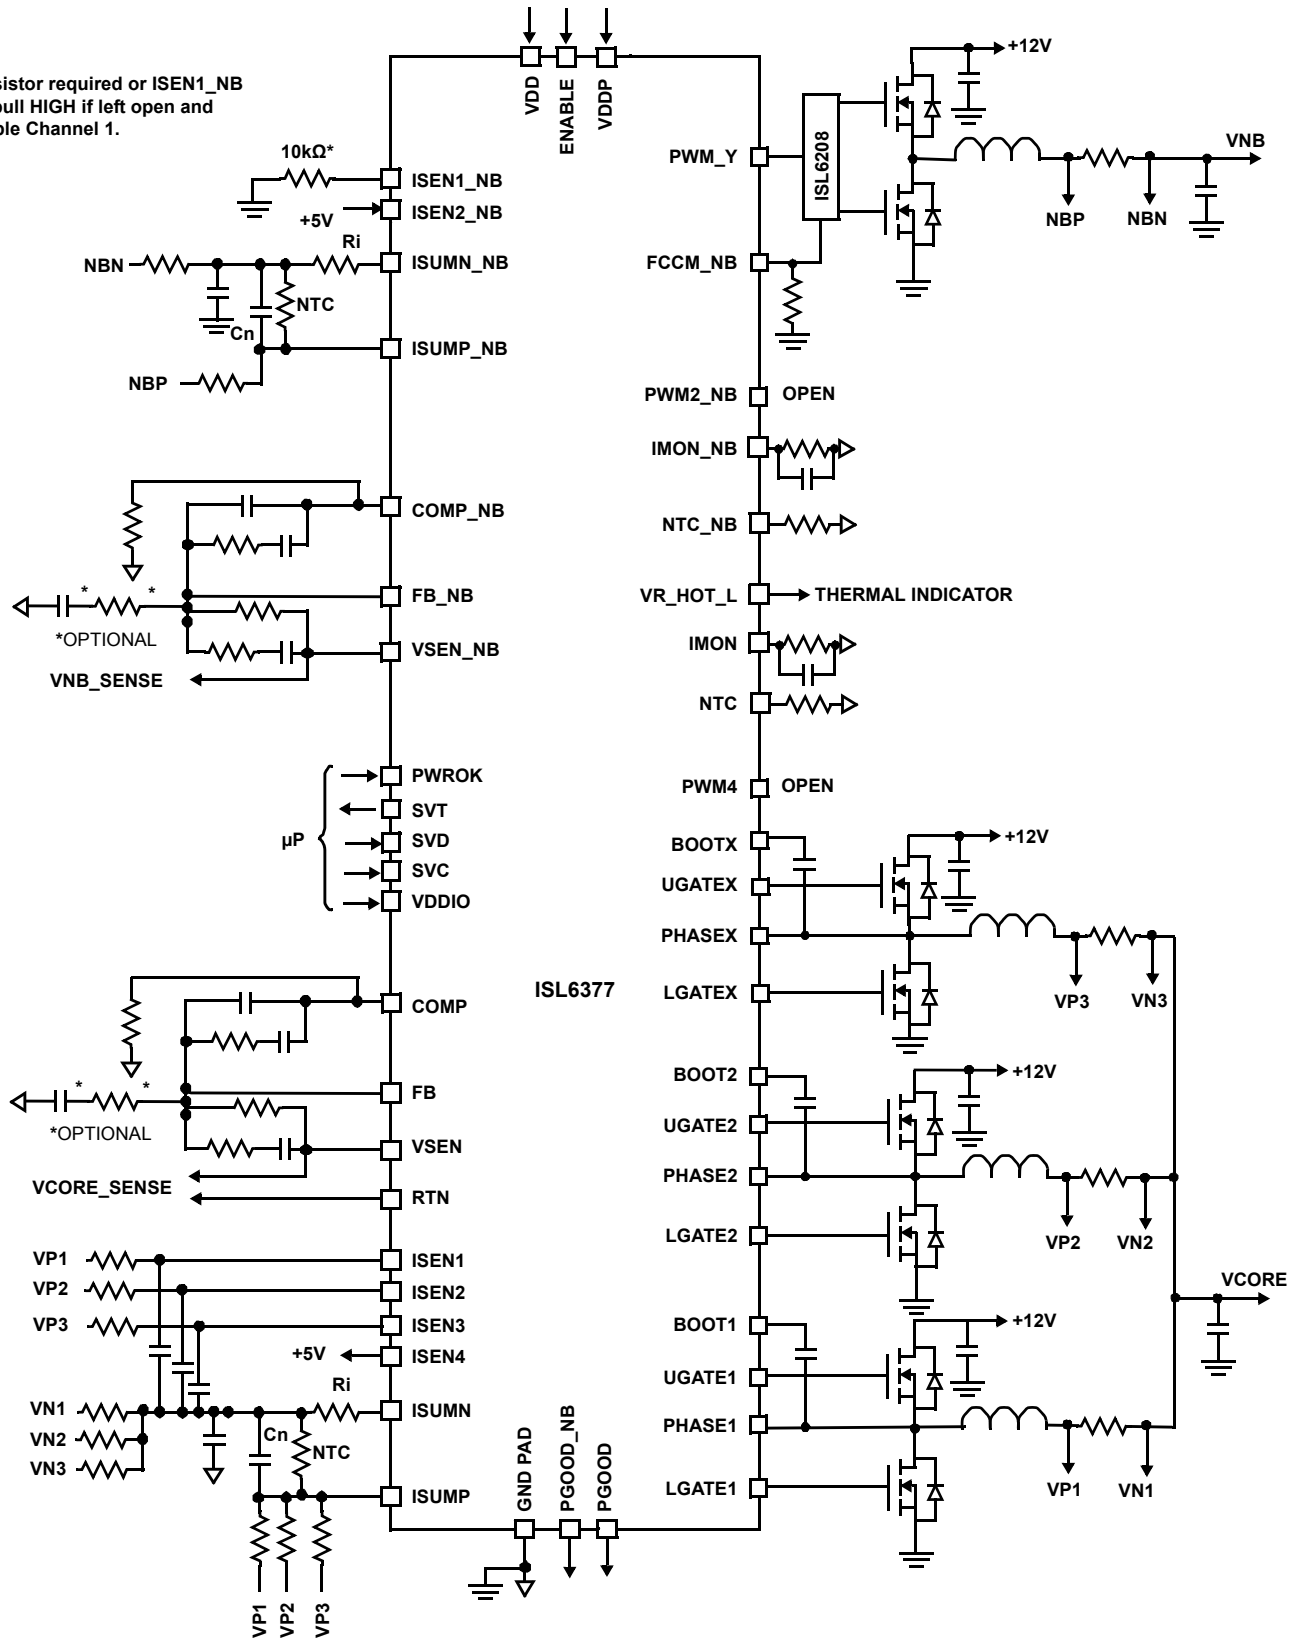 sistor required or ISEN1_NB
pull HIGH if left open and
ble Channel 1.
VDD
ENABLE
VDDP
+12V
ISL6208
PWM_Y
VNB
NBP
NBN
FCCM_NB
10kΩ*
ISEN1_NB
+5V
ISEN2_NB
NBN
Ri
ISUMN_NB
NTC
Cn
ISUMP_NB
NBP
PWM2_NB OPEN
IMON_NB
COMP_NB
NTC_NB
* *
*OPTIONAL
FB_NB
VR_HOT_L THERMAL INDICATOR
VSEN_NB
VNB_SENSE
IMON
NTC
µP
PWROK
SVT
SVD
SVC
VDDIO
PWM4 OPEN
BOOTX
+12V
UGATEX
PHASEX
VP3
VN3
LGATEX
ISL6377
COMP
* *
*OPTIONAL
FB
VSEN
VCORE_SENSE
RTN
BOOT2
+12V
UGATE2
PHASE2
VP2
VN2
LGATE2
VP1
ISEN1
VP2
ISEN2
VP3
ISEN3
+5V
ISEN4
VCORE
BOOT1
+12V
UGATE1
PHASE1
VP1
VN1
LGATE1
Ri
VN1
ISUMN
VN2
VN3
Cn
NTC
ISUMP
VP1
VP2
VP3
GND PAD
PGOOD_NB
PGOOD